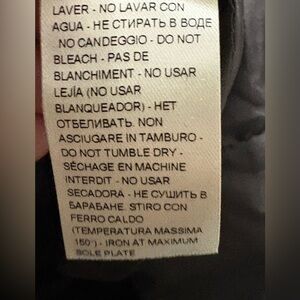 LAVER - NO LAVAR CON
AGUA - НЕ СТИРАТЬ В ВОДЕ
. NO CANDEGGIO - DO NOT
BLEACH - PAS DE
BLANCHIMENT - NO USAR
LEJÍA (NO USAR
BLANQUEADOR) - НЕТ
ОТБЕЛИВАТЬ. NON
ASCIUGARE IN TAMBURO -
DO NOT TUMBLE DRY -
SÉCHAGE EN MACHINE
INTERDIT - NO USAR
SECADORA - НЕ СУШИТЬ В
БАРАБАНЕ. STIRO CON
FERRO CALDO
(TEMPERATURA MASSIMA
150°) - IRON AT MAXIMUM
SOLE PLATE